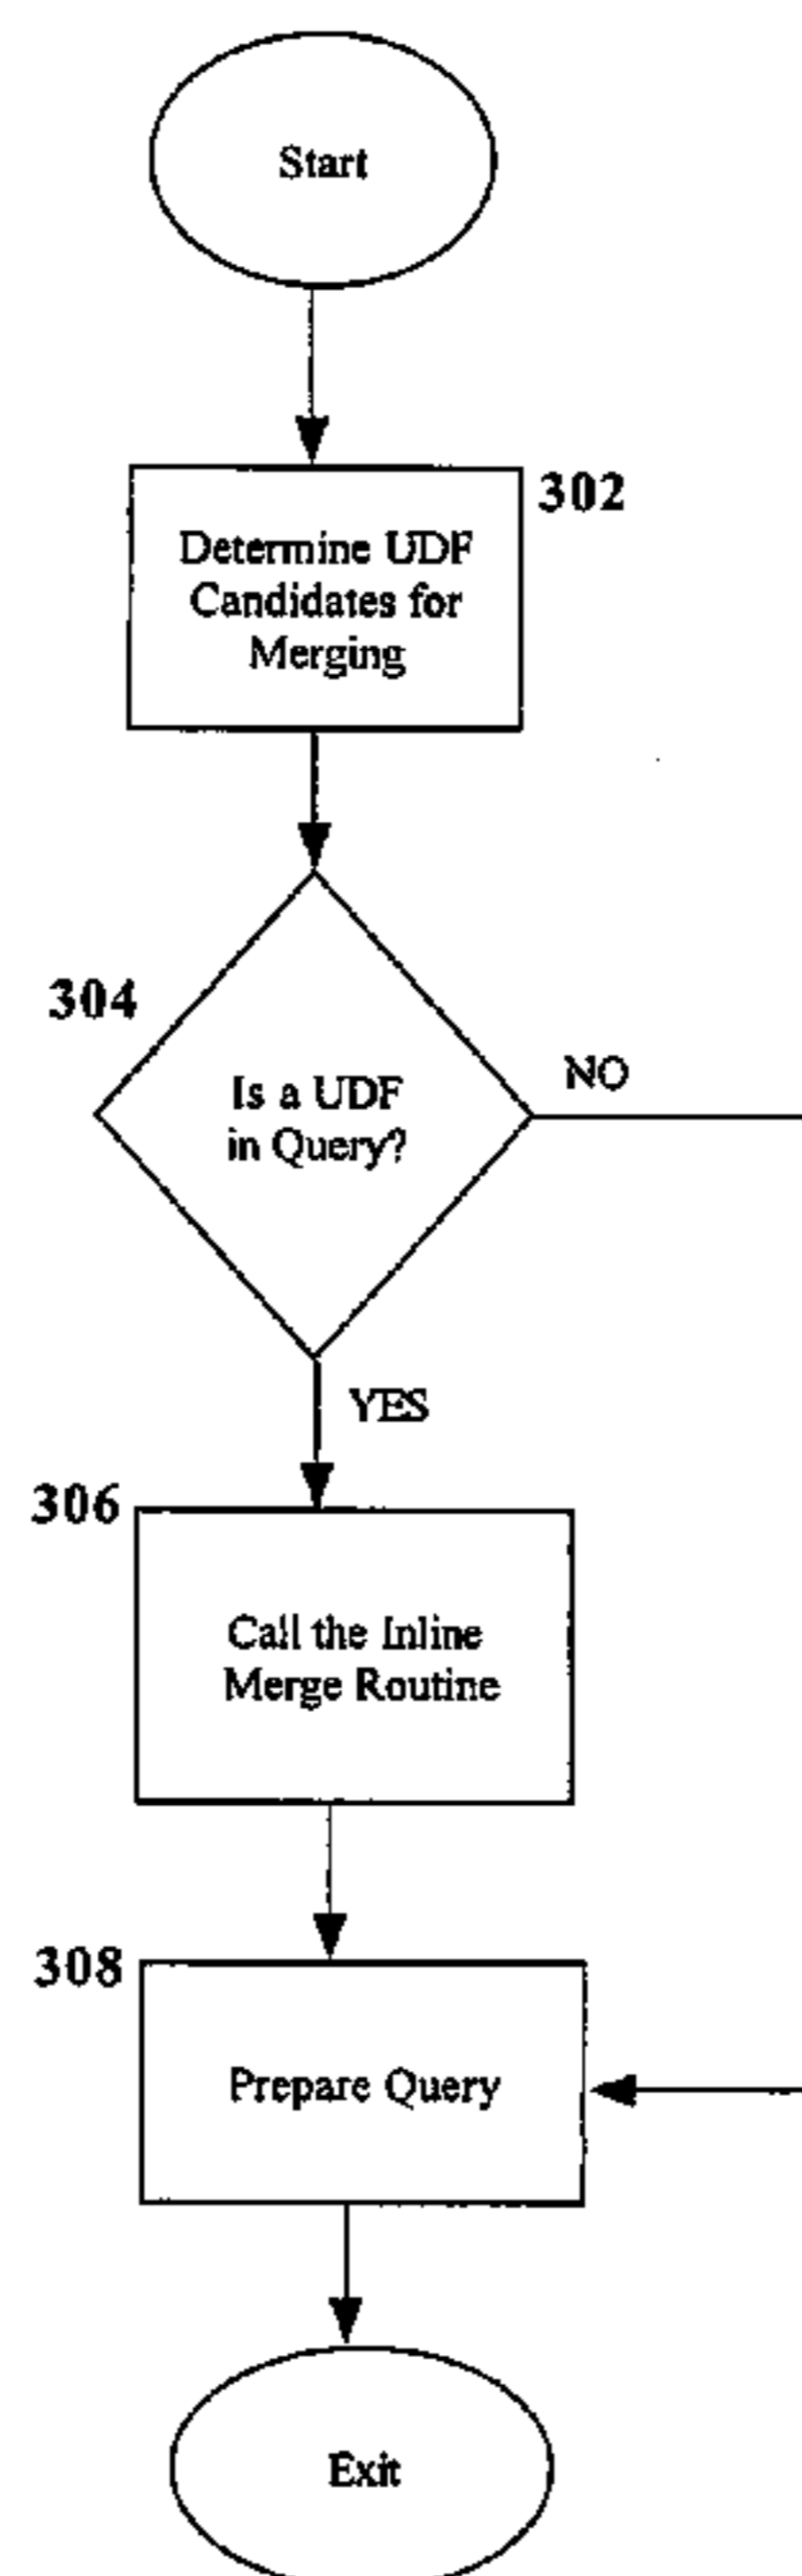 Start
302
Determine UDF
Candidates for
Merging
304
Is a UDF
in Query?
NO
YES
306
Call the Inline
Merge Routine
308
Prepare Query
Exit